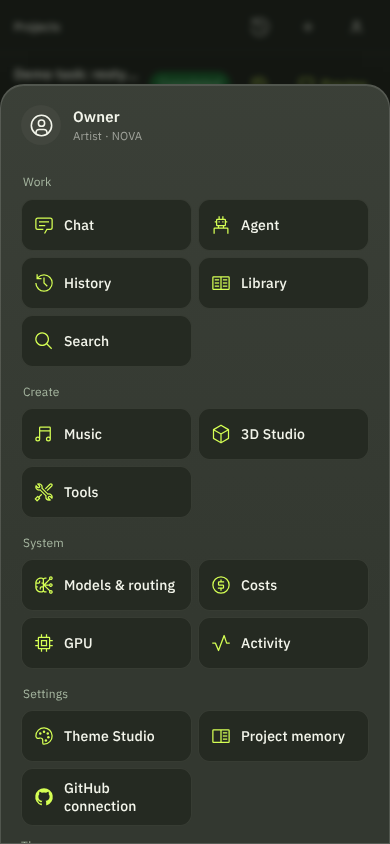 Projects
Owner
Artist · NOVA
Work
Chat
Agent
History
Library
Search
Create
Music
3D Studio
Tools
System
Models & routing
Costs
GPU
Activity
Settings
Theme Studio
Project memory
GitHub
connection